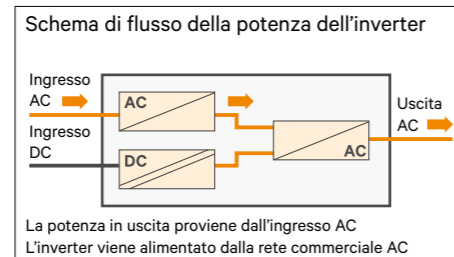 Schema di flusso della potenza dell'inverter
Ingresso
AC
Ingresso
DC
AC
DC
AC
Uscita
AC
La potenza in uscita proviene dall'ingresso AC
L'inverter viene alimentato dalla rete commerciale AC